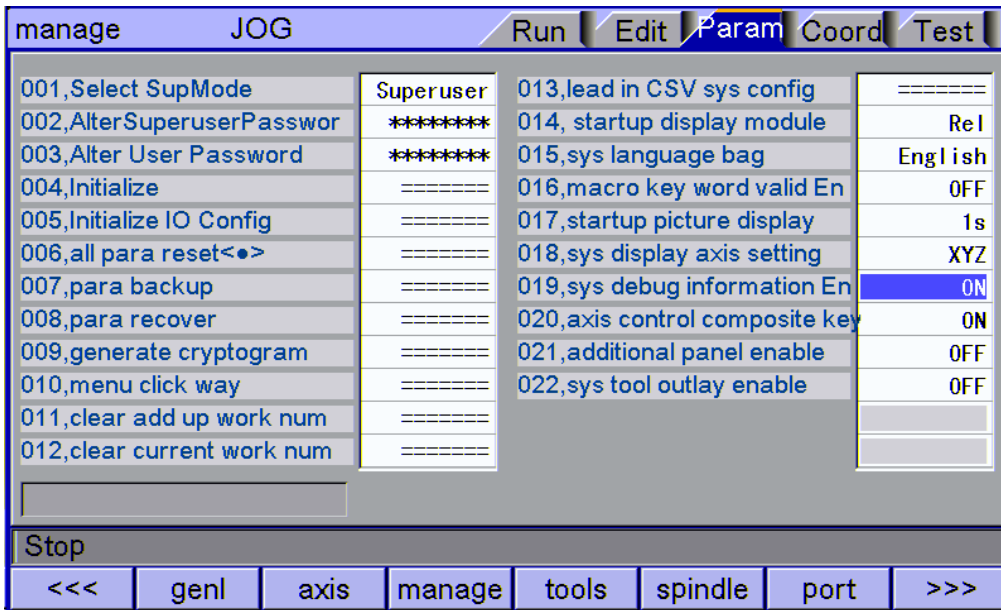 manage JOG Run Edit Param Coord Test
001,Select SupMode Superuser
002,AlterSuperuserPasswor ********
003,Alter User Password ********
004,Initialize =======
005,Initialize IO Config =======
006,all para reset<●> =======
007,para backup =======
008,para recover =======
009,generate cryptogram =======
010,menu click way =======
011,clear add up work num =======
012,clear current work num =======
013,lead in CSV sys config =======
014, startup display module Rel
015,sys language bag English
016,macro key word valid En OFF
017,startup picture display 1s
018,sys display axis setting XYZ
019,sys debug information En ON
020,axis control composite key ON
021,additional panel enable OFF
022,sys tool outlay enable OFF
Stop
<<< genl axis manage tools spindle port >>>